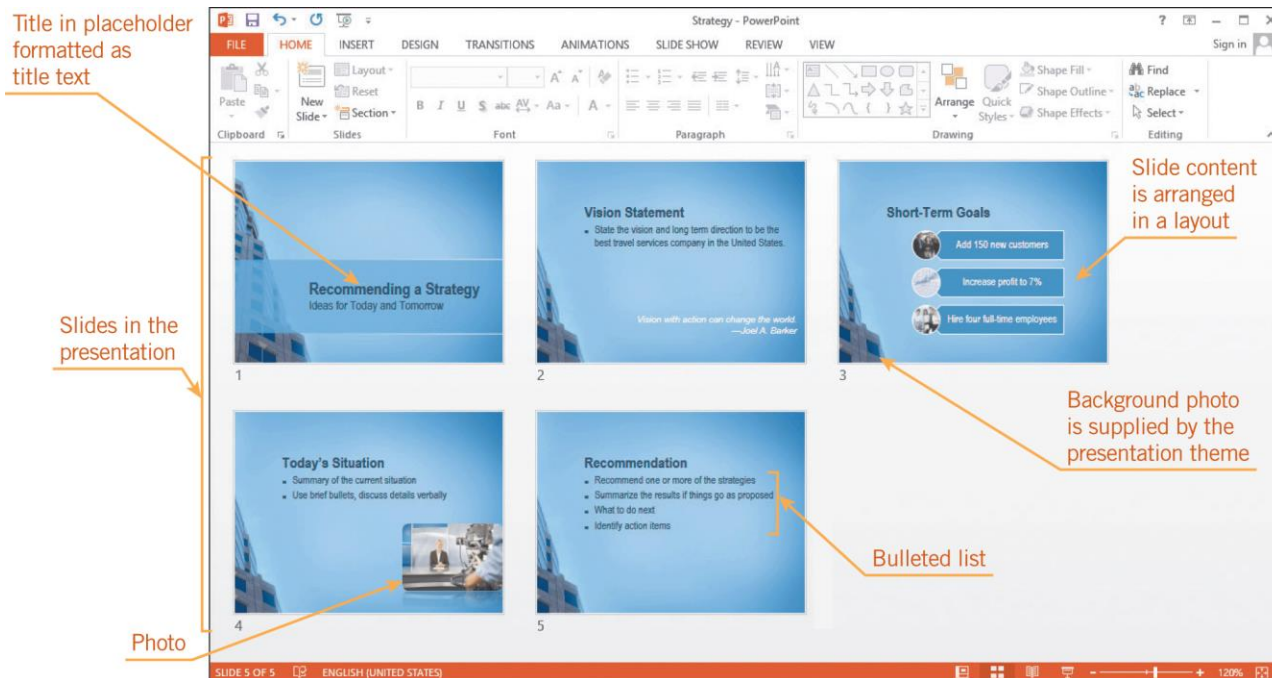 Title in placeholder
formatted as
title text
Strategy - PowerPoint
?
Sign in
FILE HOME INSERT DESIGN TRANSITIONS ANIMATIONS SLIDE SHOW REVIEW VIEW
Paste
Clipboard
New
Slide
Layout
Reset
Section
Slides
B I U S abc AV Aa A
Font
Paragraph
Arrange
Quick
Styles
Shape Fill
Shape Outline
Shape Effects
Drawing
Find
Replace
Select
Editing
Slides in the
presentation
Recommending a Strategy
Ideas for Today and Tomorrow
1
Vision Statement
State the vision and long term direction to be the
best travel services company in the United States.
Vision with action can change the world.
—Joel A. Barker
2
Short-Term Goals
Add 150 new customers
Increase profit to 7%
Hire four full-time employees
3
Slide content
is arranged
in a layout
Background photo
is supplied by the
presentation theme
Today's Situation
Summary of the current situation
Use brief bullets, discuss details verbally
4
Photo
Recommendation
Recommend one or more of the strategies
Summarize the results if things go as proposed
What to do next
Identify action items
5
Bulleted list
SLIDE 5 OF 5 ENGLISH (UNITED STATES) 120%